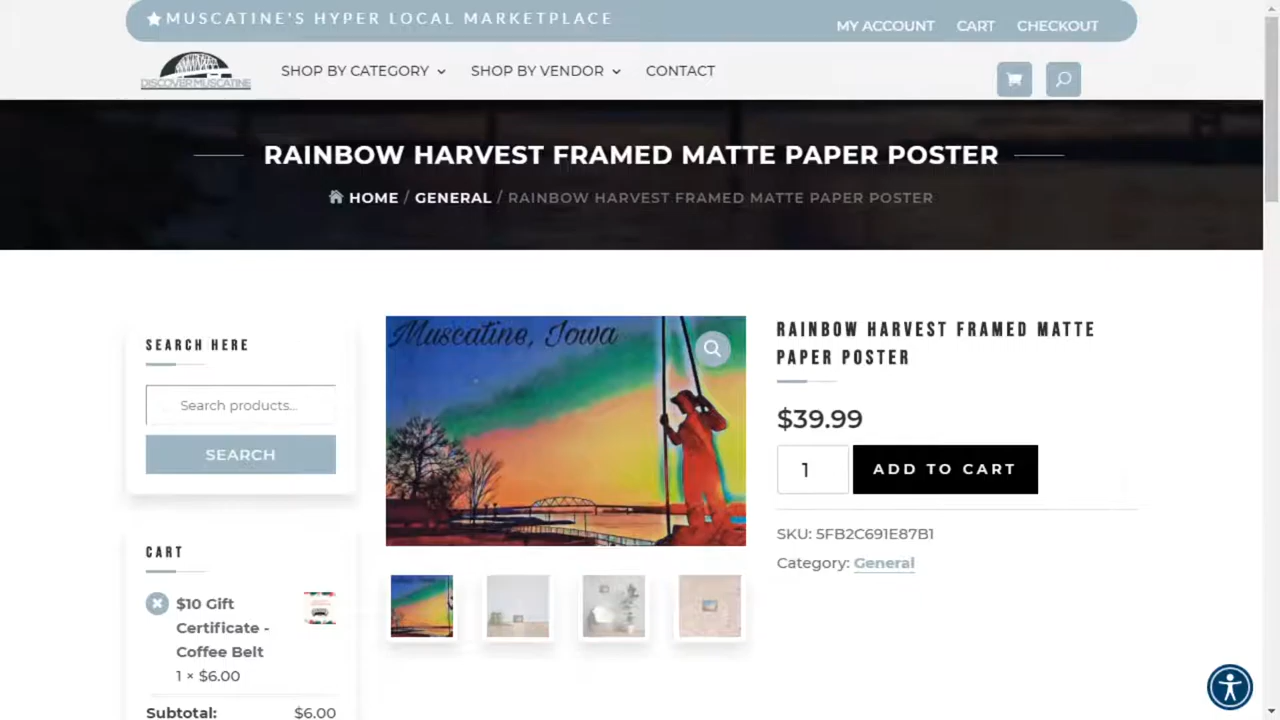 MUSCATINE'S HYPER LOCAL MARKETPLACE
MY ACCOUNT CART CHECKOUT
DISCOVERMUSCATINE
SHOP BY CATEGORY SHOP BY VENDOR CONTACT
RAINBOW HARVEST FRAMED MATTE PAPER POSTER
HOME / GENERAL / RAINBOW HARVEST FRAMED MATTE PAPER POSTER
SEARCH HERE
Search products...
SEARCH
CART
$10 Gift
Certificate -
Coffee Belt
1 × $6.00
Subtotal: $6.00
Muscatine, Iowa
RAINBOW HARVEST FRAMED MATTE
PAPER POSTER
$39.99
1 ADD TO CART
SKU: 5FB2C691E87B1
Category: General